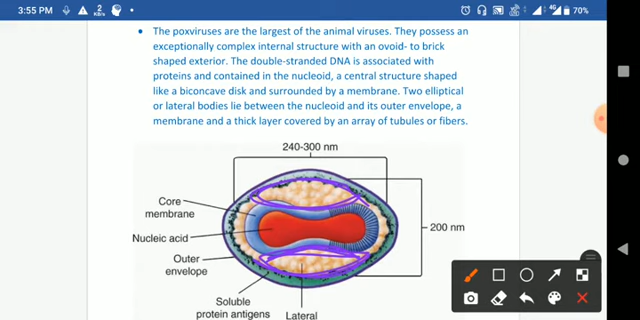 3:55 PM
2
KB/s
4G
70%
• The poxviruses are the largest of the animal viruses. They possess an
exceptionally complex internal structure with an ovoid- to brick
shaped exterior. The double-stranded DNA is associated with
proteins and contained in the nucleoid, a central structure shaped
like a biconcave disk and surrounded by a membrane. Two elliptical
or lateral bodies lie between the nucleoid and its outer envelope, a
membrane and a thick layer covered by an array of tubules or fibers.
240-300 nm
Core
membrane
200 nm
Nucleic acid
Outer
envelope
Soluble
protein antigens
Lateral